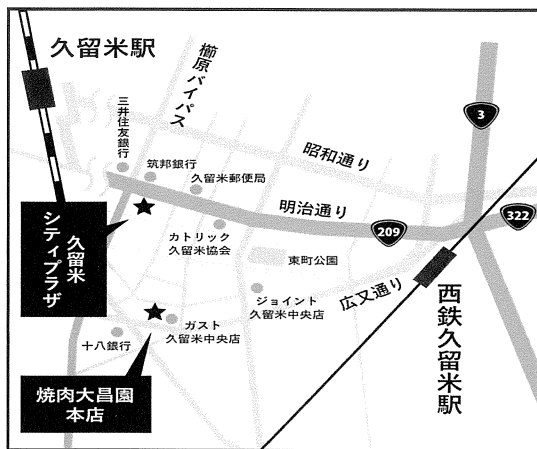 久留米駅
櫛原バイパス
三井住友銀行
筑邦銀行
久留米郵便局
昭和通り
3
明治通り
209
322
久留米
シティプラザ
カトリック
久留米協会
東町公園
広又通り
西鉄久留米駅
ジョイント
久留米中央店
ガスト
久留米中央店
十八銀行
焼肉大昌園
本店